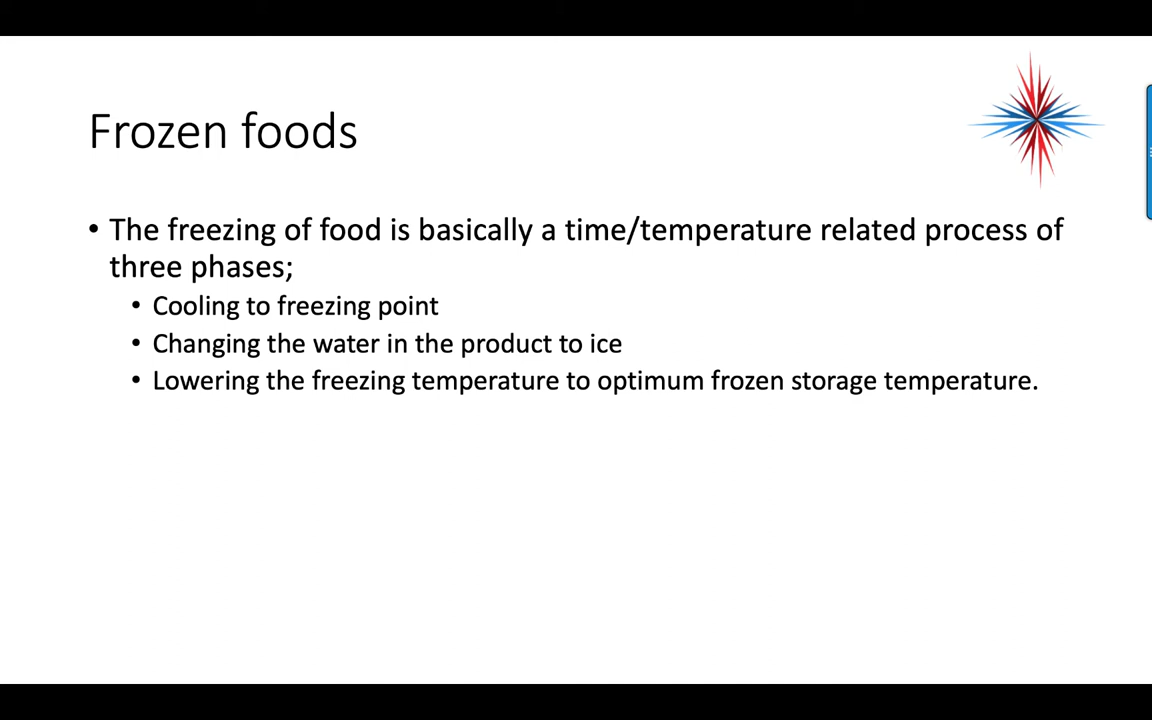 Frozen foods
• The freezing of food is basically a time/temperature related process of
three phases;
• Cooling to freezing point
• Changing the water in the product to ice
• Lowering the freezing temperature to optimum frozen storage temperature.